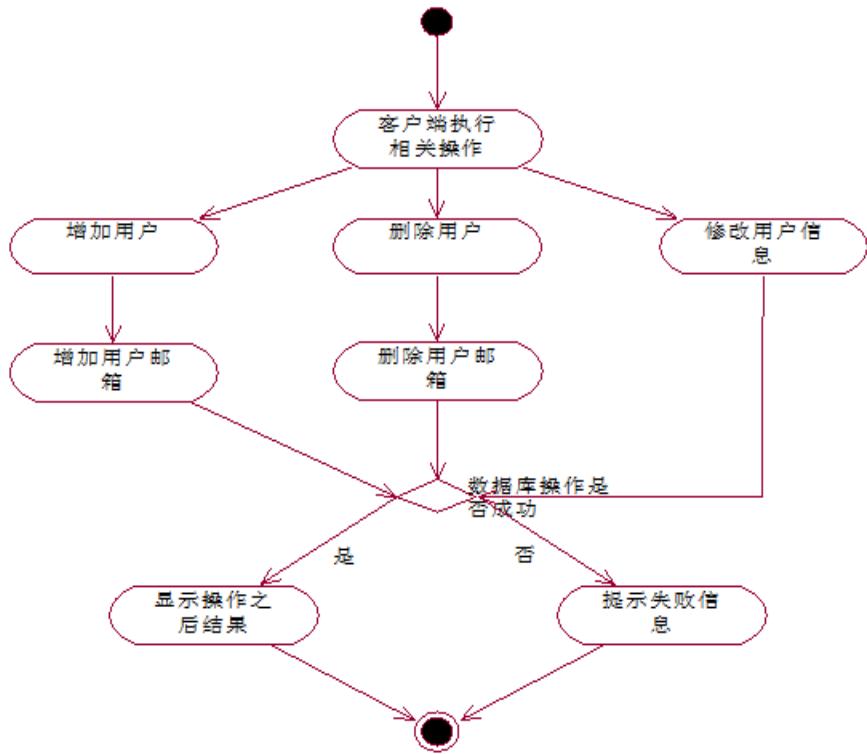 客户端执行
相关操作
增加用户
删除用户
修改用户信
息
增加用户邮
箱
删除用户邮
箱
数据库操作是
否成功
是
否
显示操作之
后结果
提示失败信
息